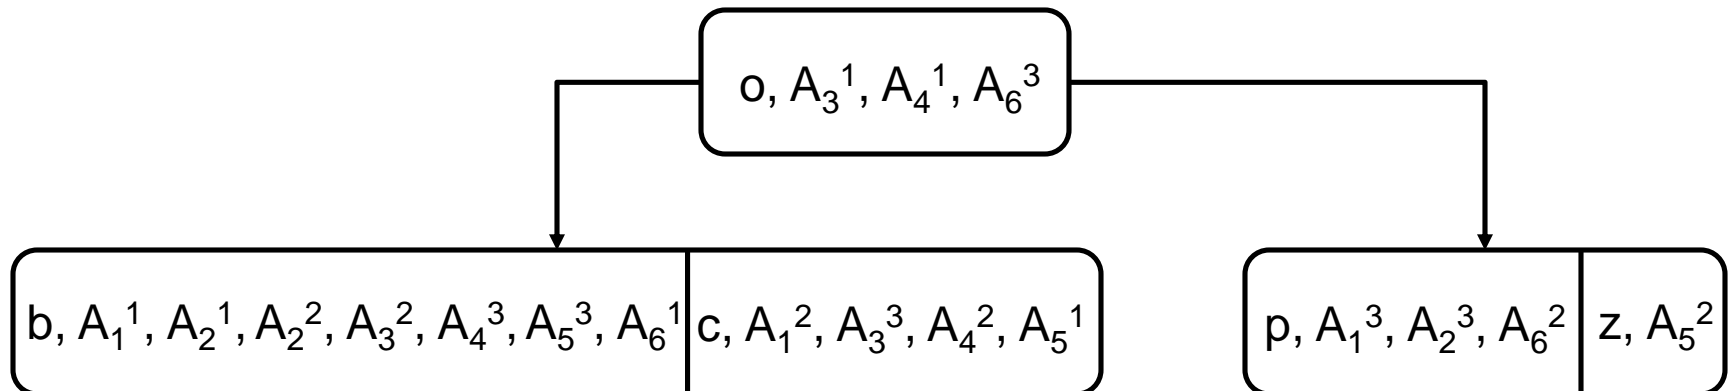 o, A₃¹, A₄¹, A₆³
b, A₁¹, A₂¹, A₂², A₃², A₄³, A₅³, A₆¹
c, A₁², A₃³, A₄², A₅¹
p, A₁³, A₂³, A₆²
z, A₅²